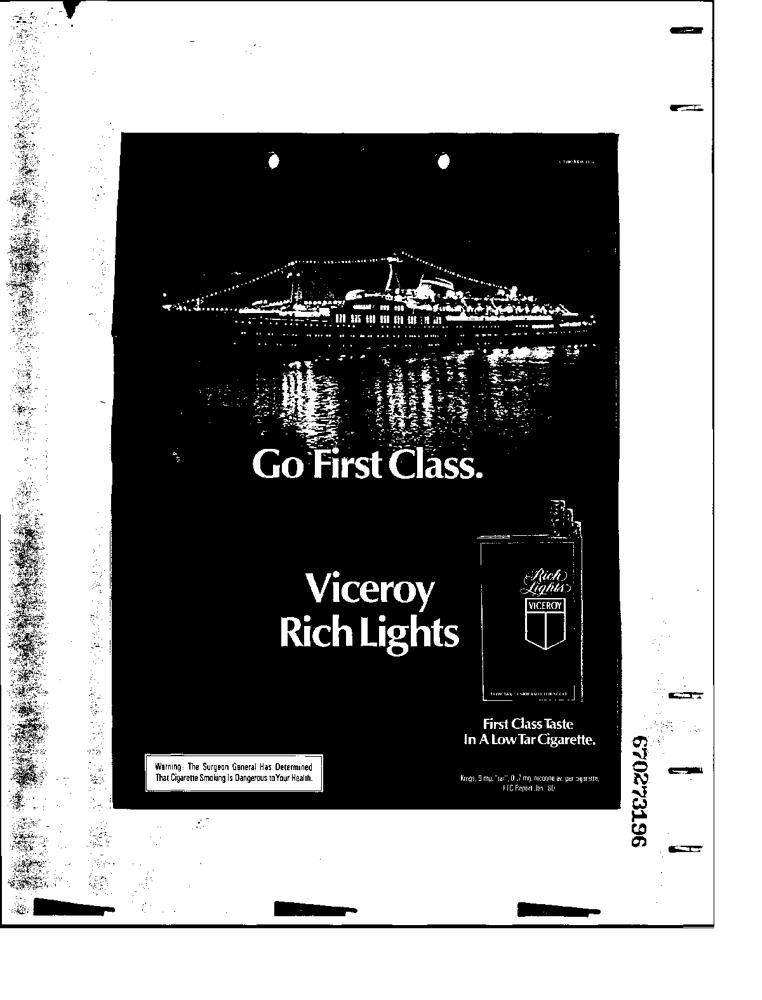 Go First Class.
Viceroy
Rich Lights
Rich
Lights
VICEROY
First Class Taste
In A Low Tar Cigarette.
Warning: The Surgeon General Has Determined
That Cigarette Smoking Is Dangerous to Your Health.
Kings, 9 mg. "tar", 0.7 mg. nicotine av. per cigarette,
FTC Report Jan. 80
670273196